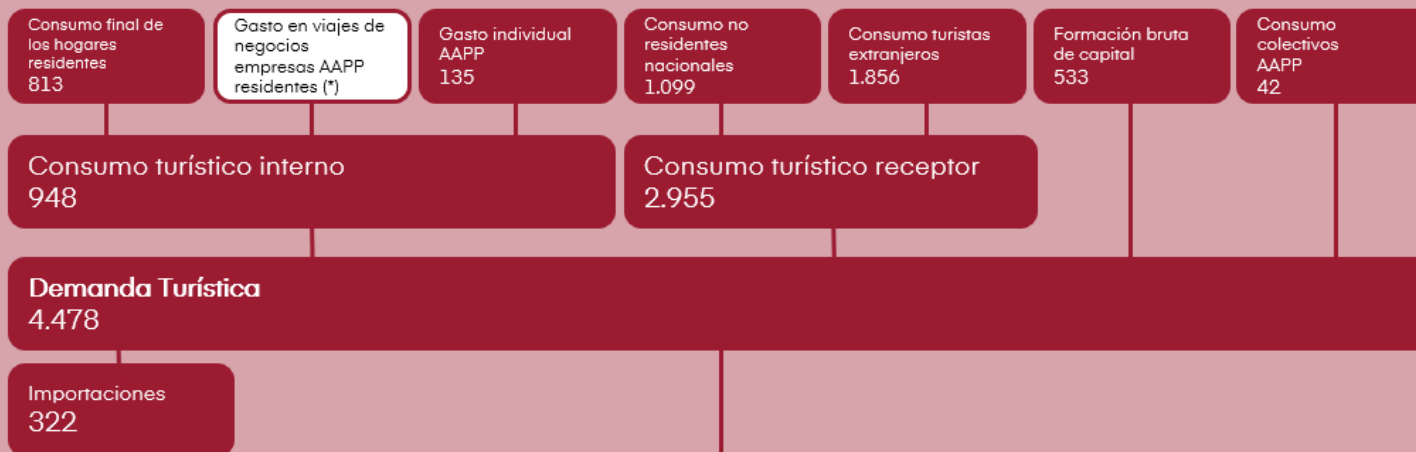 Consumo final de
los hogares
residentes
813
Gasto en viajes de
negocios
empresas AAPP
residentes (*)
Gasto individual
AAPP
135
Consumo no
residentes
nacionales
1.099
Consumo turistas
extranjeros
1.856
Formación bruta
de capital
533
Consumo
colectivos
AAPP
42
Consumo turístico interno
948
Consumo turístico receptor
2.955
Demanda Turística
4.478
Importaciones
322